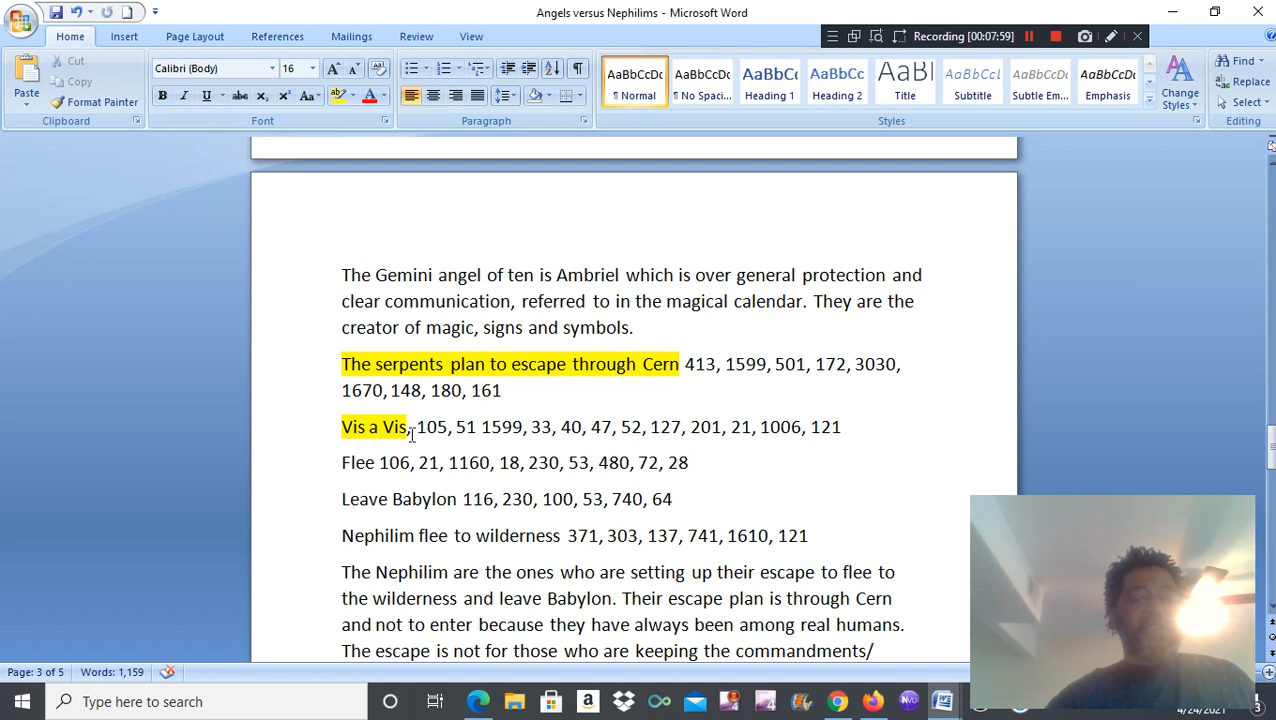 Angels versus Nephilims - Microsoft Word
Home Insert Page Layout References Mailings Review View
Recording [00:07:59]
Cut
Copy
Format Painter
Paste
Clipboard
Calibri (Body) 16
B I U abc x₂ x² Aa
Font
Paragraph
AaBbCcDc AaBbCcDc AaBbCc AaBbCc AaBl AaBbCcL AaBbCcDc AaBbCcDc
¶ Normal ¶ No Spaci... Heading 1 Heading 2 Title Subtitle Subtle Em... Emphasis
Change
Styles
Styles
Find
Replace
Select
Editing
The Gemini angel of ten is Ambriel which is over general protection and
clear communication, referred to in the magical calendar. They are the
creator of magic, signs and symbols.
The serpents plan to escape through Cern 413, 1599, 501, 172, 3030,
1670, 148, 180, 161
Vis a Vis, 105, 51 1599, 33, 40, 47, 52, 127, 201, 21, 1006, 121
Flee 106, 21, 1160, 18, 230, 53, 480, 72, 28
Leave Babylon 116, 230, 100, 53, 740, 64
Nephilim flee to wilderness 371, 303, 137, 741, 1610, 121
The Nephilim are the ones who are setting up their escape to flee to
the wilderness and leave Babylon. Their escape plan is through Cern
and not to enter because they have always been among real humans.
The escape is not for those who are keeping the commandments/
Page: 3 of 5 Words: 1,159
Type here to search
4/24/2021